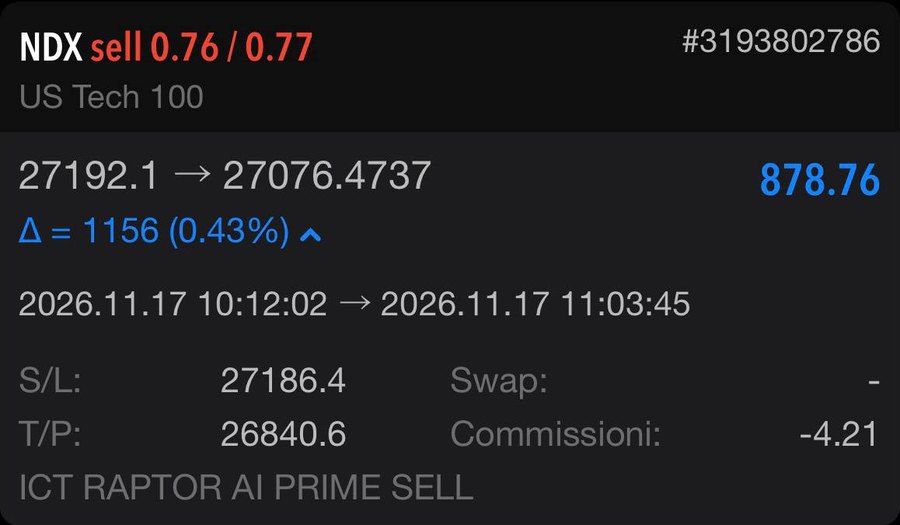 NDX sell 0.76 / 0.77
#3193802786
US Tech 100
27192.1 → 27076.4737
878.76
Δ = 1156 (0.43%)
2026.11.17 10:12:02 → 2026.11.17 11:03:45
S/L: 27186.4 Swap: -
T/P: 26840.6 Commissioni: -4.21
ICT RAPTOR AI PRIME SELL